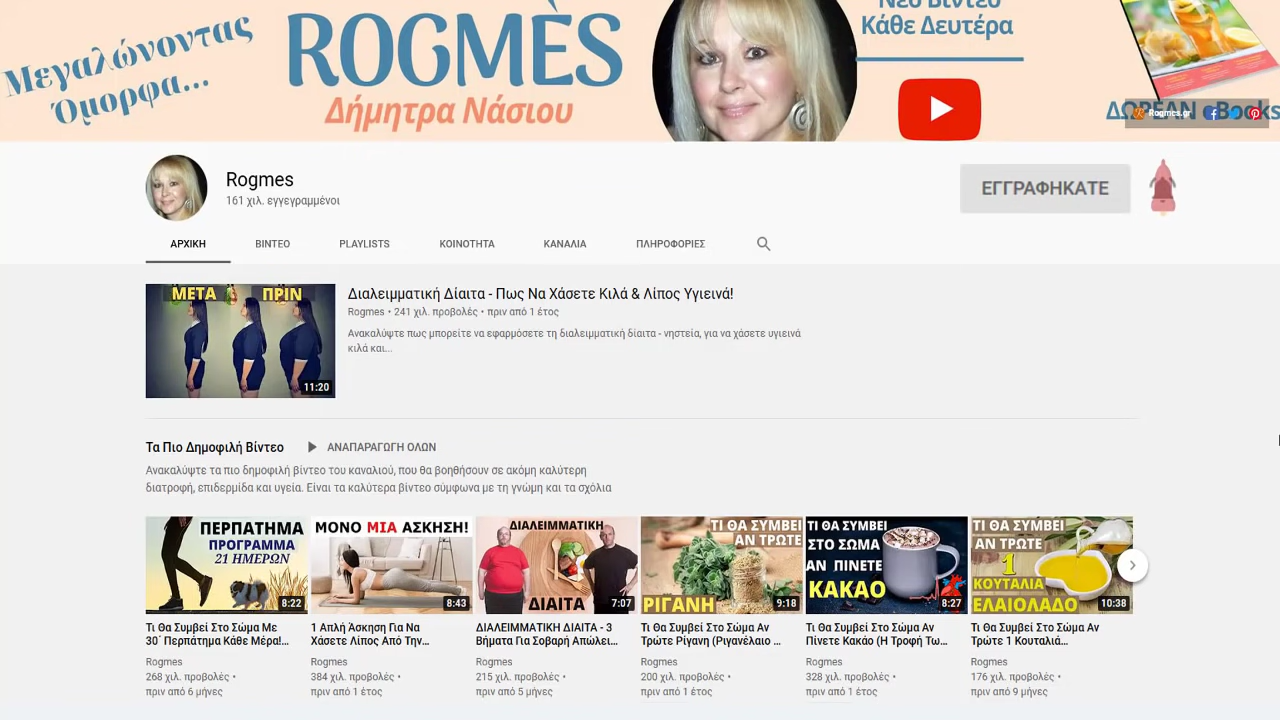 Μεγαλώνοντας
Όμορφα...
ROGMÈS
Δήμητρα Νάσιου
Νέο Βίντεο
Κάθε Δευτέρα
ΔΩΡΕΑΝ eBooks
Rogmes.gr
Rogmes
161 χιλ. εγγεγραμμένοι
ΕΓΓΡΑΦΗΚΑΤΕ
ΑΡΧΙΚΗ ΒΙΝΤΕΟ PLAYLISTS ΚΟΙΝΟΤΗΤΑ ΚΑΝΑΛΙΑ ΠΛΗΡΟΦΟΡΙΕΣ
ΜΕΤΑ ΠΡΙΝ
11:20
Διαλειμματική Δίαιτα - Πως Να Χάσετε Κιλά & Λίπος Υγιεινά!
Rogmes • 241 χιλ. προβολές • πριν από 1 έτος
Ανακαλύψτε πως μπορείτε να εφαρμόσετε τη διαλειμματική δίαιτα - νηστεία, για να χάσετε υγιεινά
κιλά και...
Τα Πιο Δημοφιλή Βίντεο ΑΝΑΠΑΡΑΓΩΓΗ ΟΛΩΝ
Ανακαλύψτε τα πιο δημοφιλή βίντεο του καναλιού, που θα βοηθήσουν σε ακόμη καλύτερη
διατροφή, επιδερμίδα και υγεία. Είναι τα καλύτερα βίντεο σύμφωνα με τη γνώμη και τα σχόλια
ΠΕΡΠΑΤΗΜΑ
ΠΡΟΓΡΑΜΜΑ
21 ΗΜΕΡΩΝ
8:22
Τι Θα Συμβεί Στο Σώμα Με
30΄ Περπάτημα Κάθε Μέρα!...
Rogmes
268 χιλ. προβολές •
πριν από 6 μήνες
ΜΟΝΟ ΜΙΑ ΑΣΚΗΣΗ!
8:43
1 Απλή Άσκηση Για Να
Χάσετε Λίπος Από Την...
Rogmes
384 χιλ. προβολές •
πριν από 1 έτος
ΔΙΑΛΕΙΜΜΑΤΙΚΗ
ΔΙΑΙΤΑ
7:07
ΔΙΑΛΕΙΜΜΑΤΙΚΗ ΔΙΑΙΤΑ - 3
Βήματα Για Σοβαρή Απώλει...
Rogmes
215 χιλ. προβολές •
πριν από 5 μήνες
ΤΙ ΘΑ ΣΥΜΒΕΙ
ΑΝ ΤΡΩΤΕ
ΡΙΓΑΝΗ
9:18
Τι Θα Συμβεί Στο Σώμα Αν
Τρώτε Ρίγανη (Ριγανέλαιο ...
Rogmes
200 χιλ. προβολές •
πριν από 1 έτος
ΤΙ ΘΑ ΣΥΜΒΕΙ
ΣΤΟ ΣΩΜΑ
ΑΝ ΠΙΝΕΤΕ
ΚΑΚΑΟ
8:27
Τι Θα Συμβεί Στο Σώμα Αν
Πίνετε Κακάο (Η Τροφή Τω...
Rogmes
328 χιλ. προβολές •
πριν από 1 έτος
ΤΙ ΘΑ ΣΥΜΒΕΙ
ΑΝ ΤΡΩΤΕ
1
ΚΟΥΤΑΛΙΑ
ΕΛΑΙΟΛΑΔΟ
10:38
Τι Θα Συμβεί Στο Σώμα Αν
Τρώτε 1 Κουταλιά...
Rogmes
176 χιλ. προβολές •
πριν από 9 μήνες